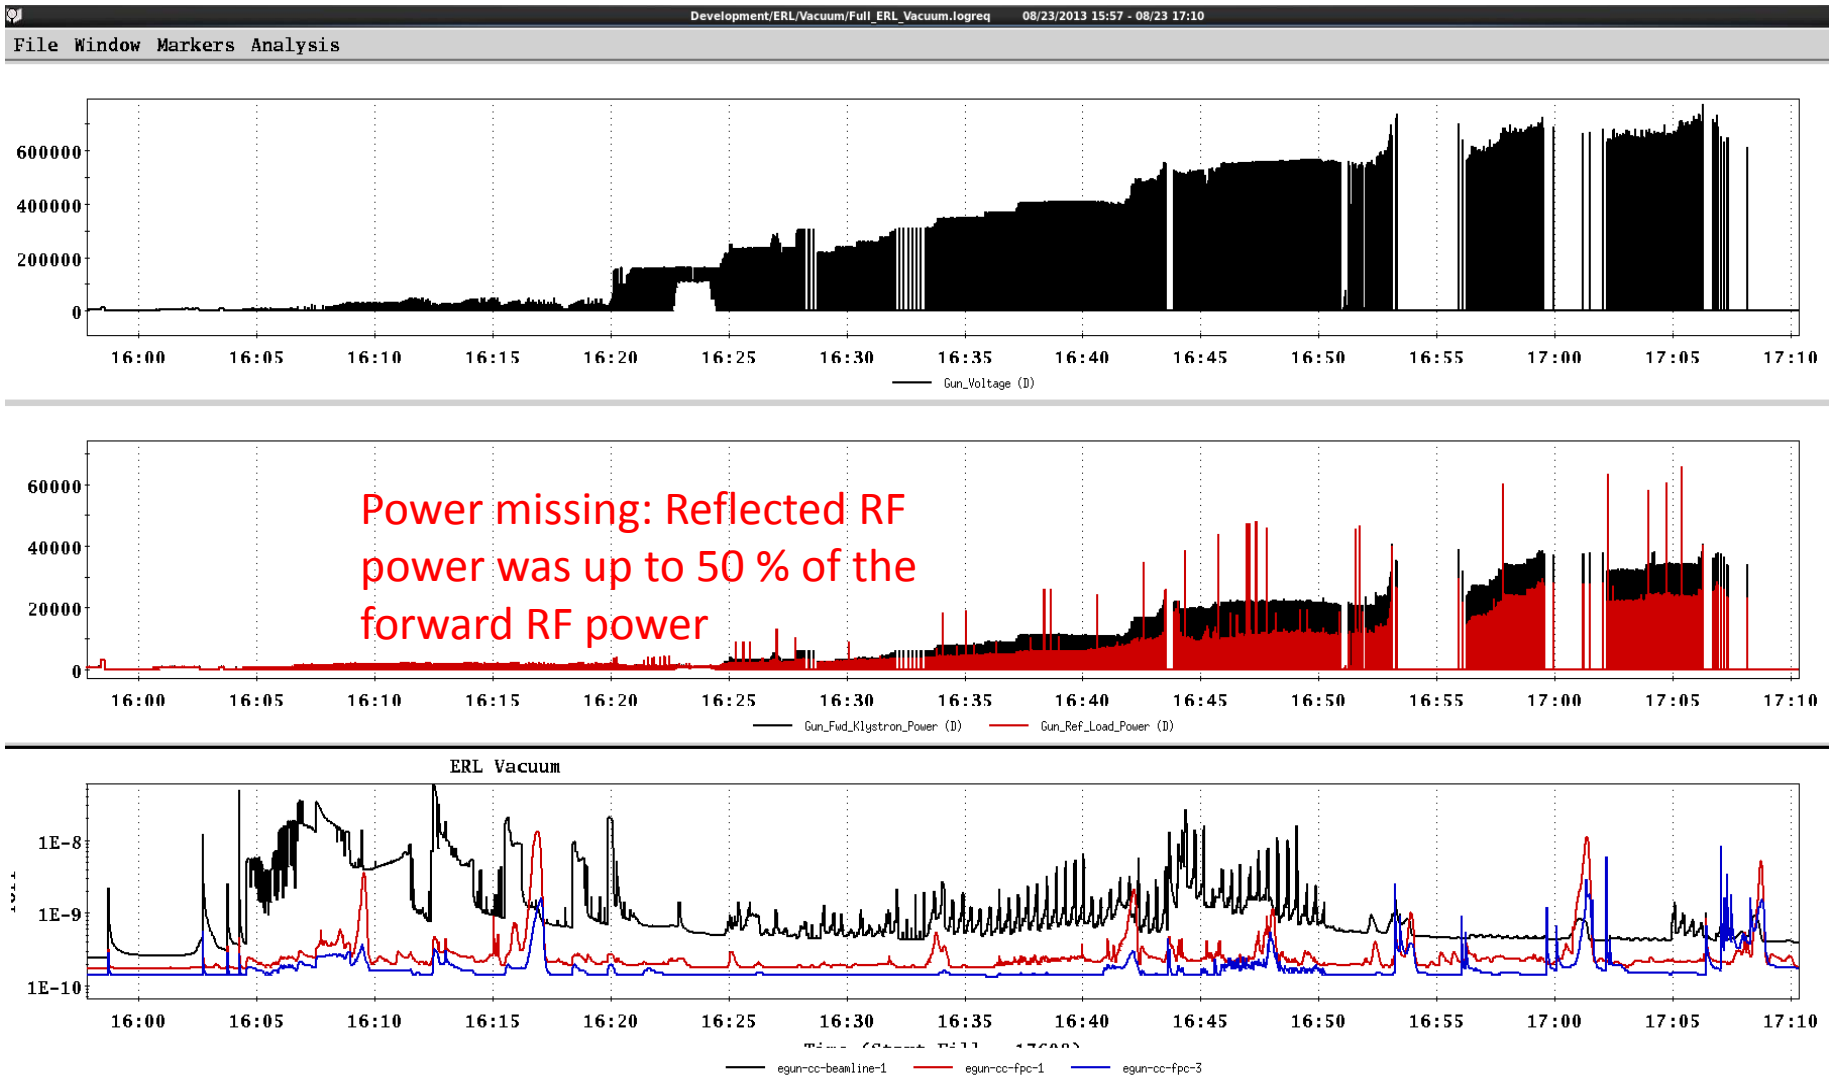 Development/ERL/Vacuum/Full_ERL_Vacuum.logreq 08/23/2013 15:57 - 08/23 17:10
File Window Markers Analysis
600000
400000
200000
0
16:00 16:05 16:10 16:15 16:20 16:25 16:30 16:35 16:40 16:45 16:50 16:55 17:00 17:05 17:10
Gun_Voltage (D)
60000
40000
20000
0
Power missing: Reflected RF
power was up to 50 % of the
forward RF power
16:00 16:05 16:10 16:15 16:20 16:25 16:30 16:35 16:40 16:45 16:50 16:55 17:00 17:05 17:10
Gun_Fwd_Klystron_Power (D) Gun_Ref_Load_Power (D)
ERL Vacuum
1E-8
1E-9
1E-10
16:00 16:05 16:10 16:15 16:20 16:25 16:30 16:35 16:40 16:45 16:50 16:55 17:00 17:05 17:10
egun-cc-beamline-1 egun-cc-fpc-1 egun-cc-fpc-3